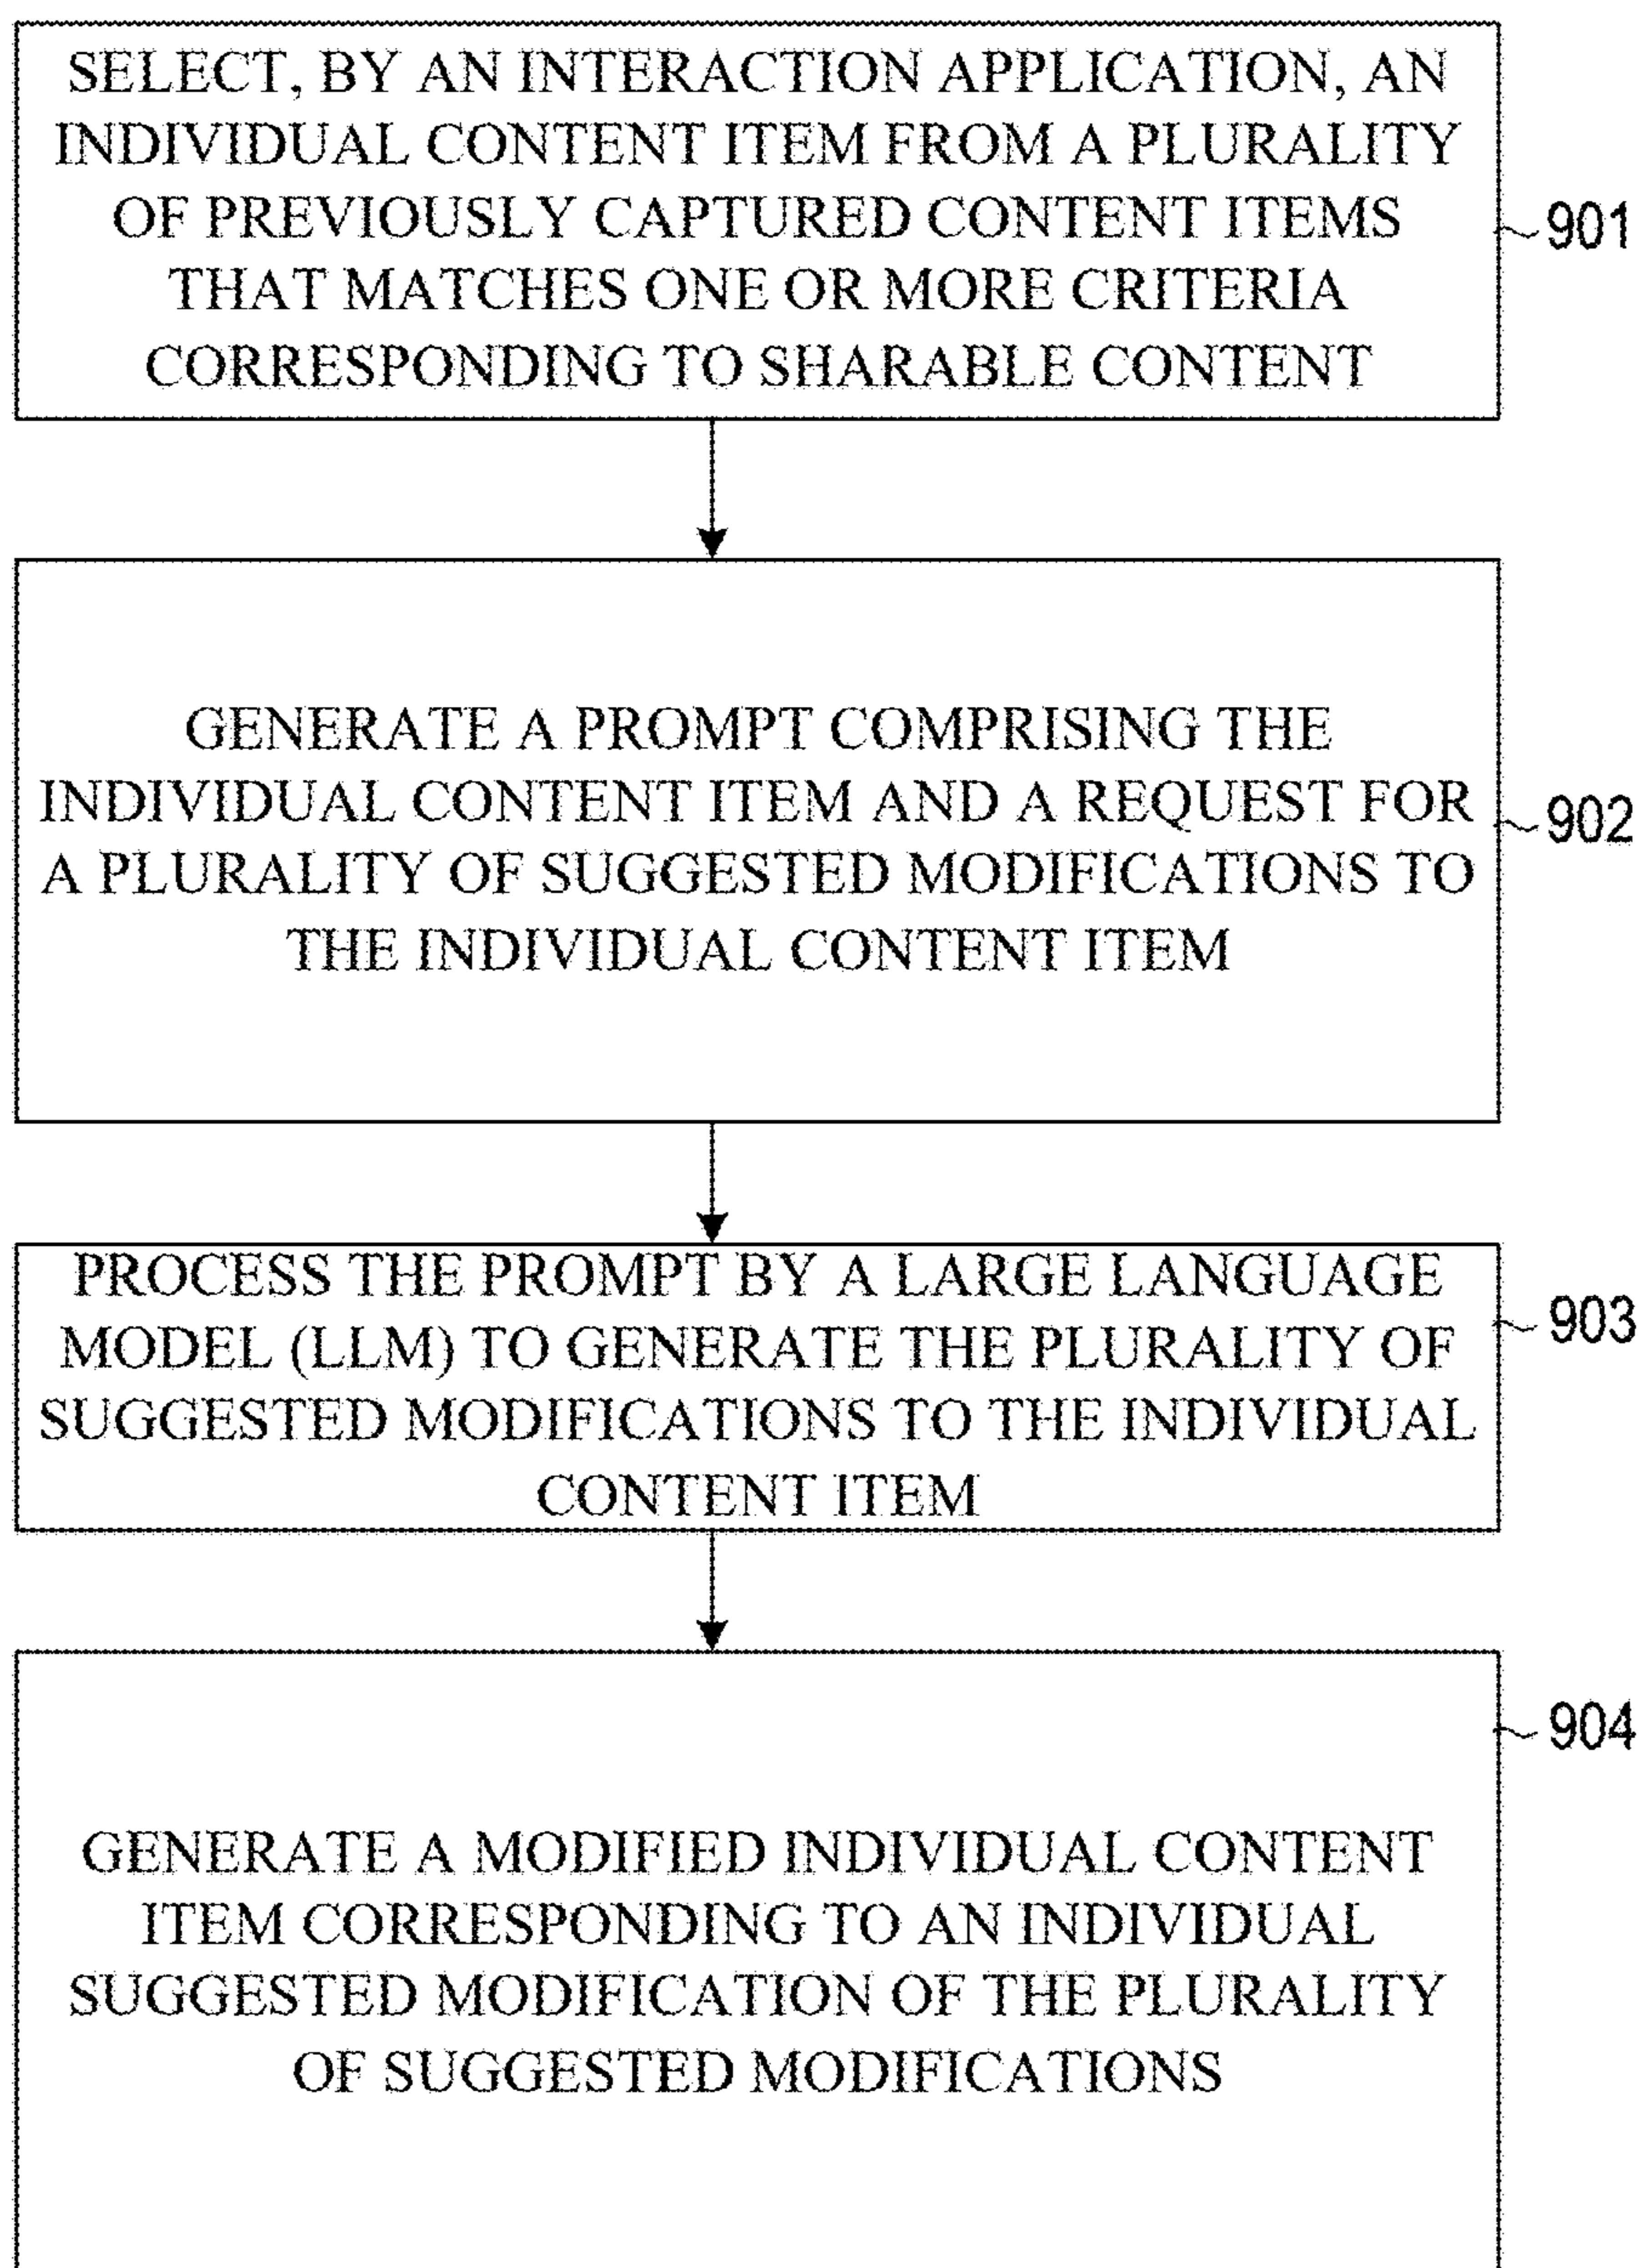 SELECT, BY AN INTERACTION APPLICATION, AN
INDIVIDUAL CONTENT ITEM FROM A PLURALITY
OF PREVIOUSLY CAPTURED CONTENT ITEMS
THAT MATCHES ONE OR MORE CRITERIA
CORRESPONDING TO SHARABLE CONTENT
901
GENERATE A PROMPT COMPRISING THE
INDIVIDUAL CONTENT ITEM AND A REQUEST FOR
A PLURALITY OF SUGGESTED MODIFICATIONS TO
THE INDIVIDUAL CONTENT ITEM
902
PROCESS THE PROMPT BY A LARGE LANGUAGE
MODEL (LLM) TO GENERATE THE PLURALITY OF
SUGGESTED MODIFICATIONS TO THE INDIVIDUAL
CONTENT ITEM
903
GENERATE A MODIFIED INDIVIDUAL CONTENT
ITEM CORRESPONDING TO AN INDIVIDUAL
SUGGESTED MODIFICATION OF THE PLURALITY
OF SUGGESTED MODIFICATIONS
904